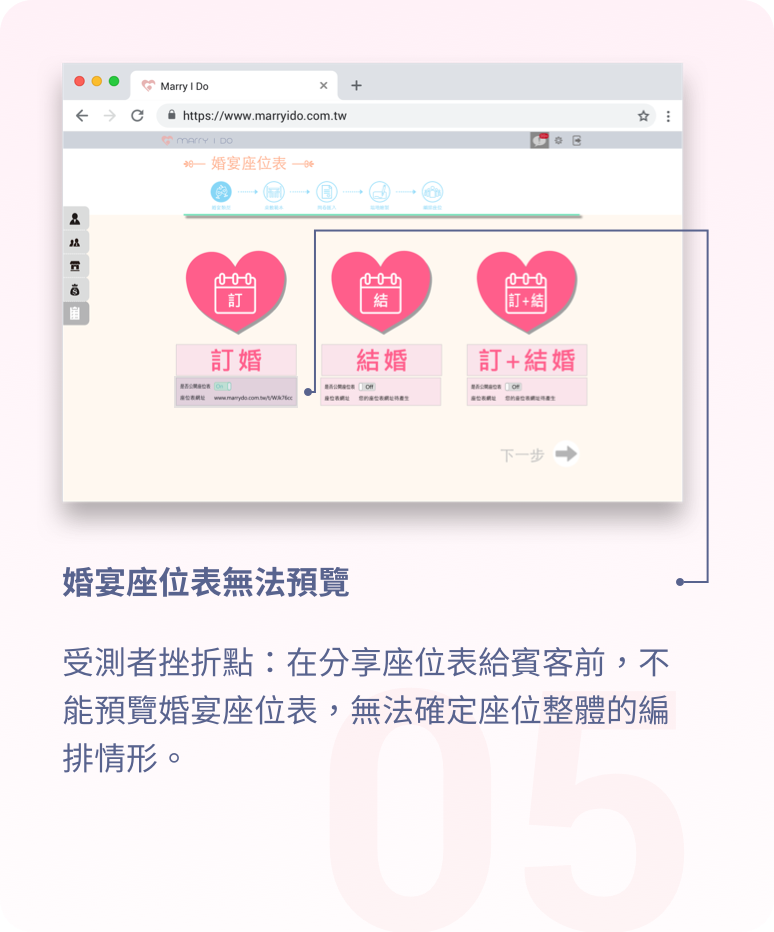 Marry I Do
https://www.marryido.com.tw
MARRY I DO
婚宴座位表
訂
結
訂+結
訂婚
結婚
訂+結婚
是否公開座位表 On
是否公開座位表 Off
是否公開座位表 Off
座位表網址 www.marrydo.com.tw/t/WJk76cc
座位表網址 您的座位表網址待產生
座位表網址 您的座位表網址待產生
下一步
婚宴座位表無法預覽
受測者挫折點：在分享座位表給賓客前，不
能預覽婚宴座位表，無法確定座位整體的編
排情形。
05